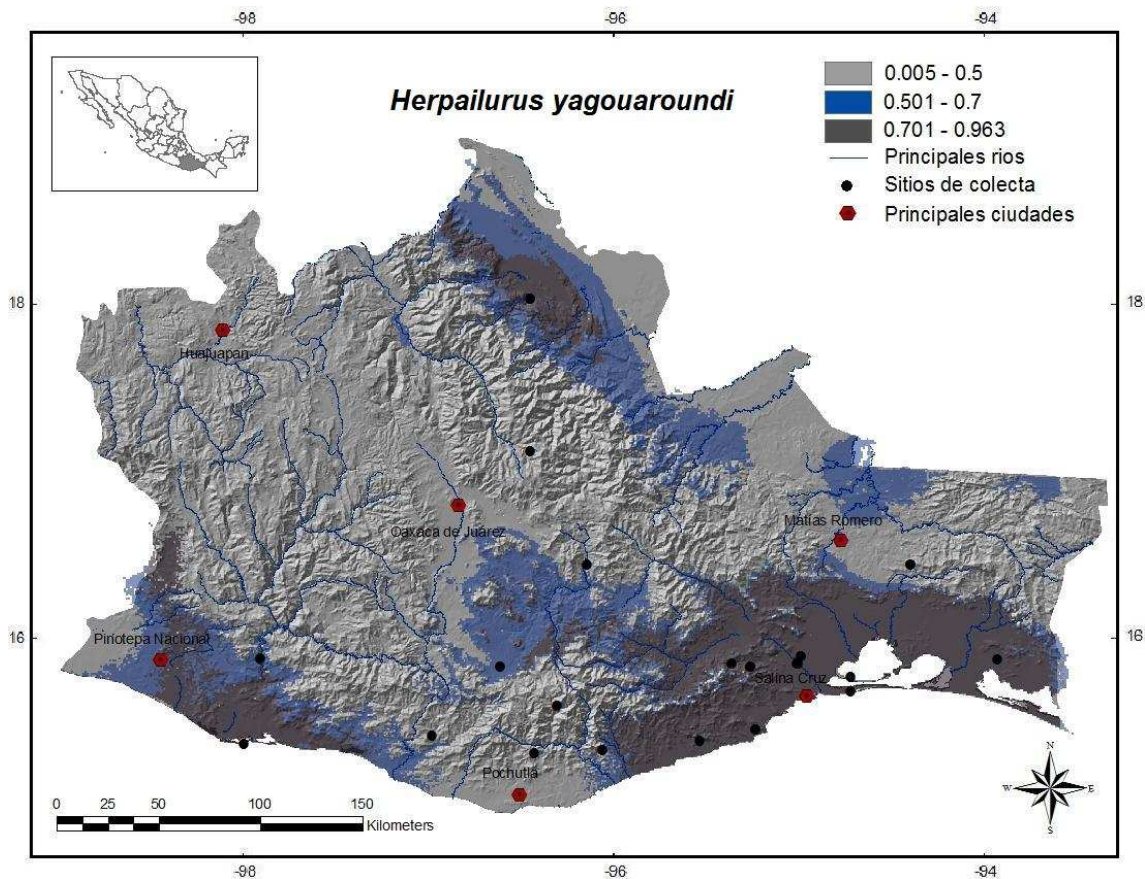 -98 -96 -94
Herpailurus yagouaroundi
0.005 - 0.5
0.501 - 0.7
0.701 - 0.963
Principales rios
Sitios de colecta
Principales ciudades
18 18
Huajuapan
Oaxaca de Juárez
Matías Romero
16 16
Pinotepa Nacional
Salina Cruz
Pochutla
N
W E
S
0 25 50 100 150
Kilometers
-98 -96 -94